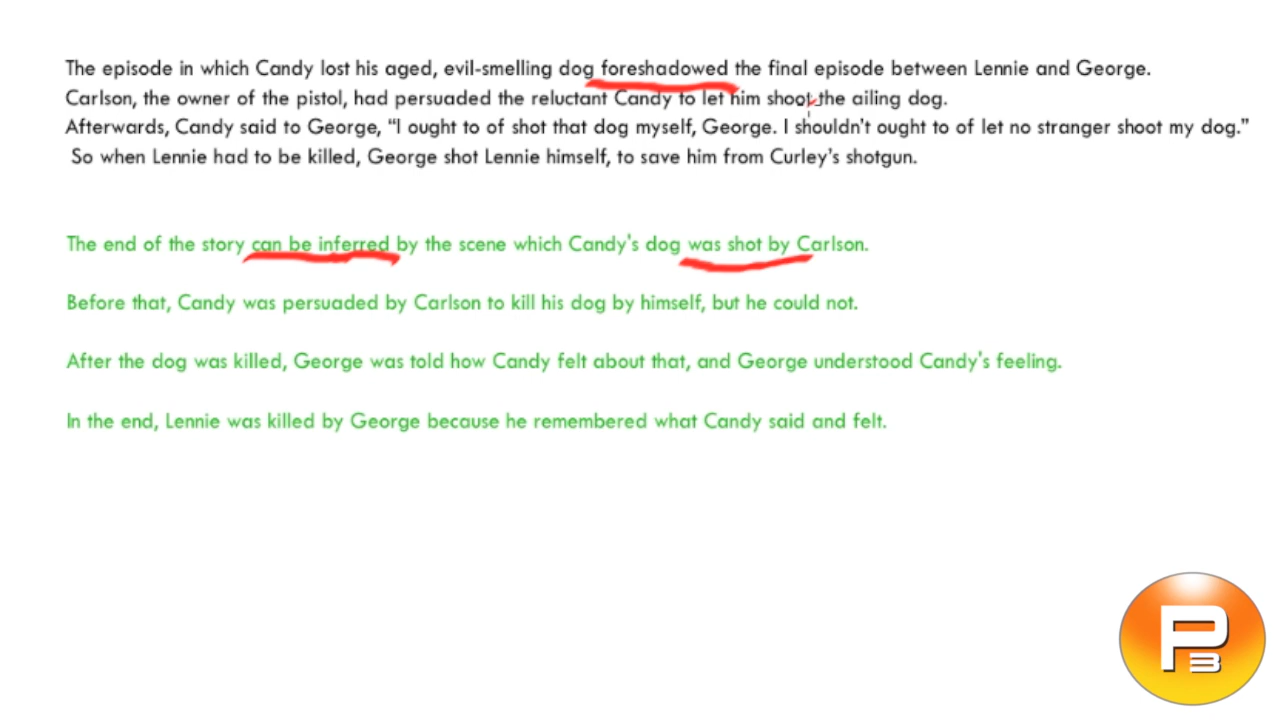 The episode in which Candy lost his aged, evil-smelling dog foreshadowed the final episode between Lennie and George.
Carlson, the owner of the pistol, had persuaded the reluctant Candy to let him shoot the ailing dog.
Afterwards, Candy said to George, “I ought to of shot that dog myself, George. I shouldn’t ought to of let no stranger shoot my dog.”
So when Lennie had to be killed, George shot Lennie himself, to save him from Curley’s shotgun.
The end of the story can be inferred by the scene which Candy's dog was shot by Carlson.
Before that, Candy was persuaded by Carlson to kill his dog by himself, but he could not.
After the dog was killed, George was told how Candy felt about that, and George understood Candy's feeling.
In the end, Lennie was killed by George because he remembered what Candy said and felt.
P3